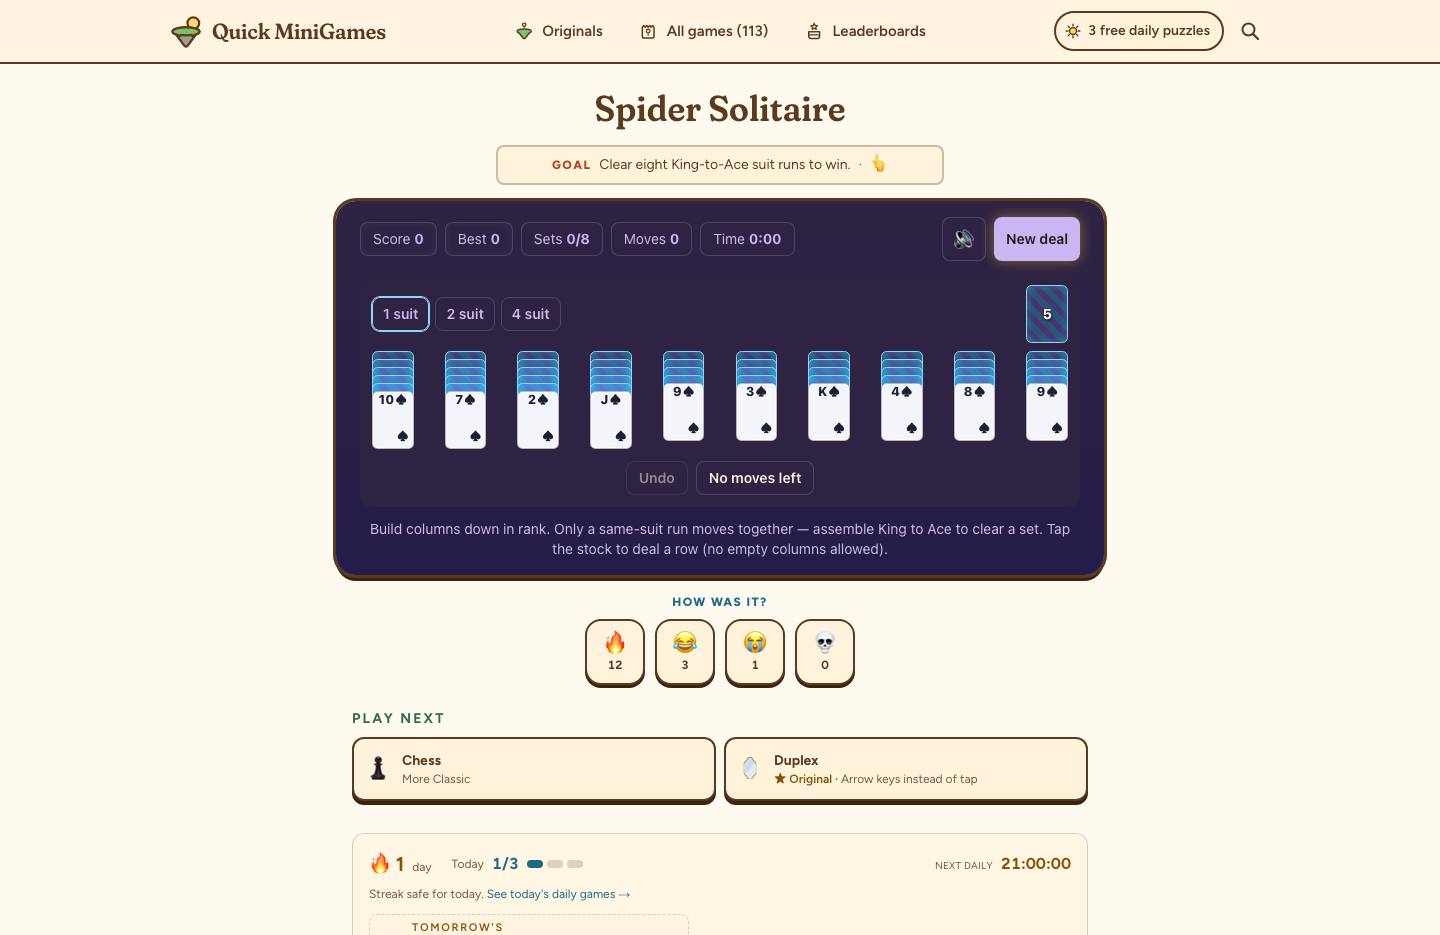 Quick MiniGames
Originals
All games (113)
Leaderboards
3 free daily puzzles
Spider Solitaire
GOAL Clear eight King-to-Ace suit runs to win. ·
Score 0
Best 0
Sets 0/8
Moves 0
Time 0:00
New deal
1 suit
2 suit
4 suit
5
10♠
7♠
2♠
J♠
9♠
3♠
K♠
4♠
8♠
9♠
Undo
No moves left
Build columns down in rank. Only a same-suit run moves together — assemble King to Ace to clear a set. Tap
the stock to deal a row (no empty columns allowed).
HOW WAS IT?
12
3
1
0
PLAY NEXT
Chess
More Classic
Duplex
Original · Arrow keys instead of tap
1 day
Today 1/3
NEXT DAILY 21:00:00
Streak safe for today. See today's daily games →
TOMORROW'S